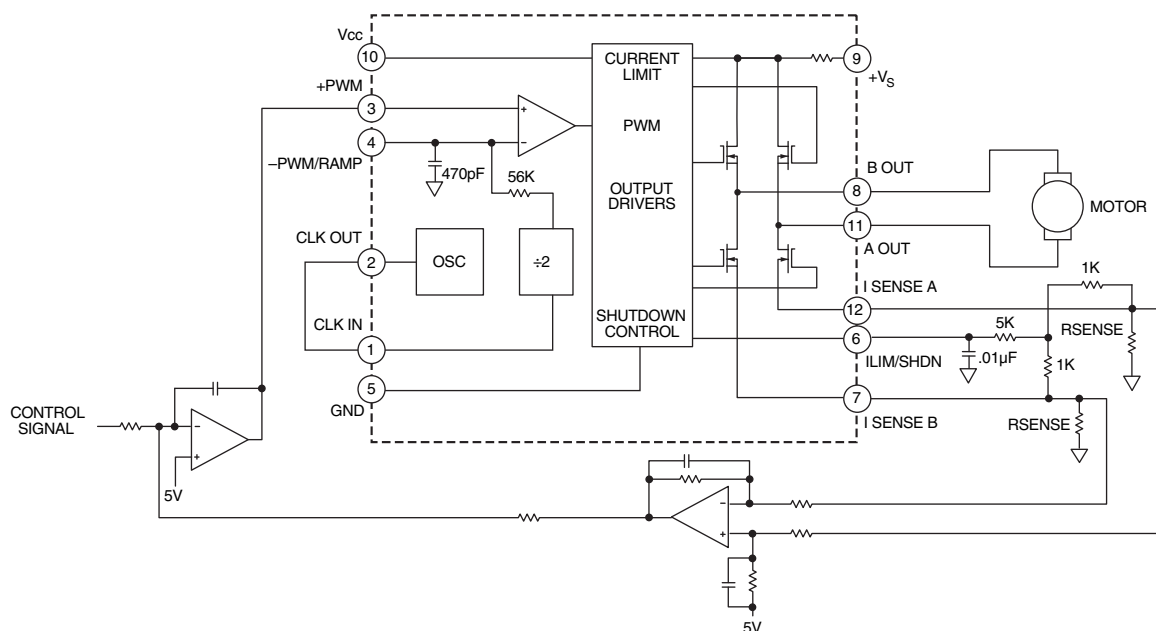 Vcc
10
+PWM
3
4
–PWM/RAMP
470pF
56K
CLK OUT
2
OSC
÷2
CLK IN
1
5
GND
CURRENT
LIMIT
PWM
OUTPUT
DRIVERS
SHUTDOWN
CONTROL
+
–
9
+VS
B OUT
8
11
A OUT
MOTOR
I SENSE A
12
1K
5K
6
ILIM/SHDN
.01µF
RSENSE
1K
7
I SENSE B
RSENSE
CONTROL
SIGNAL
–
+
5V
–
+
5V